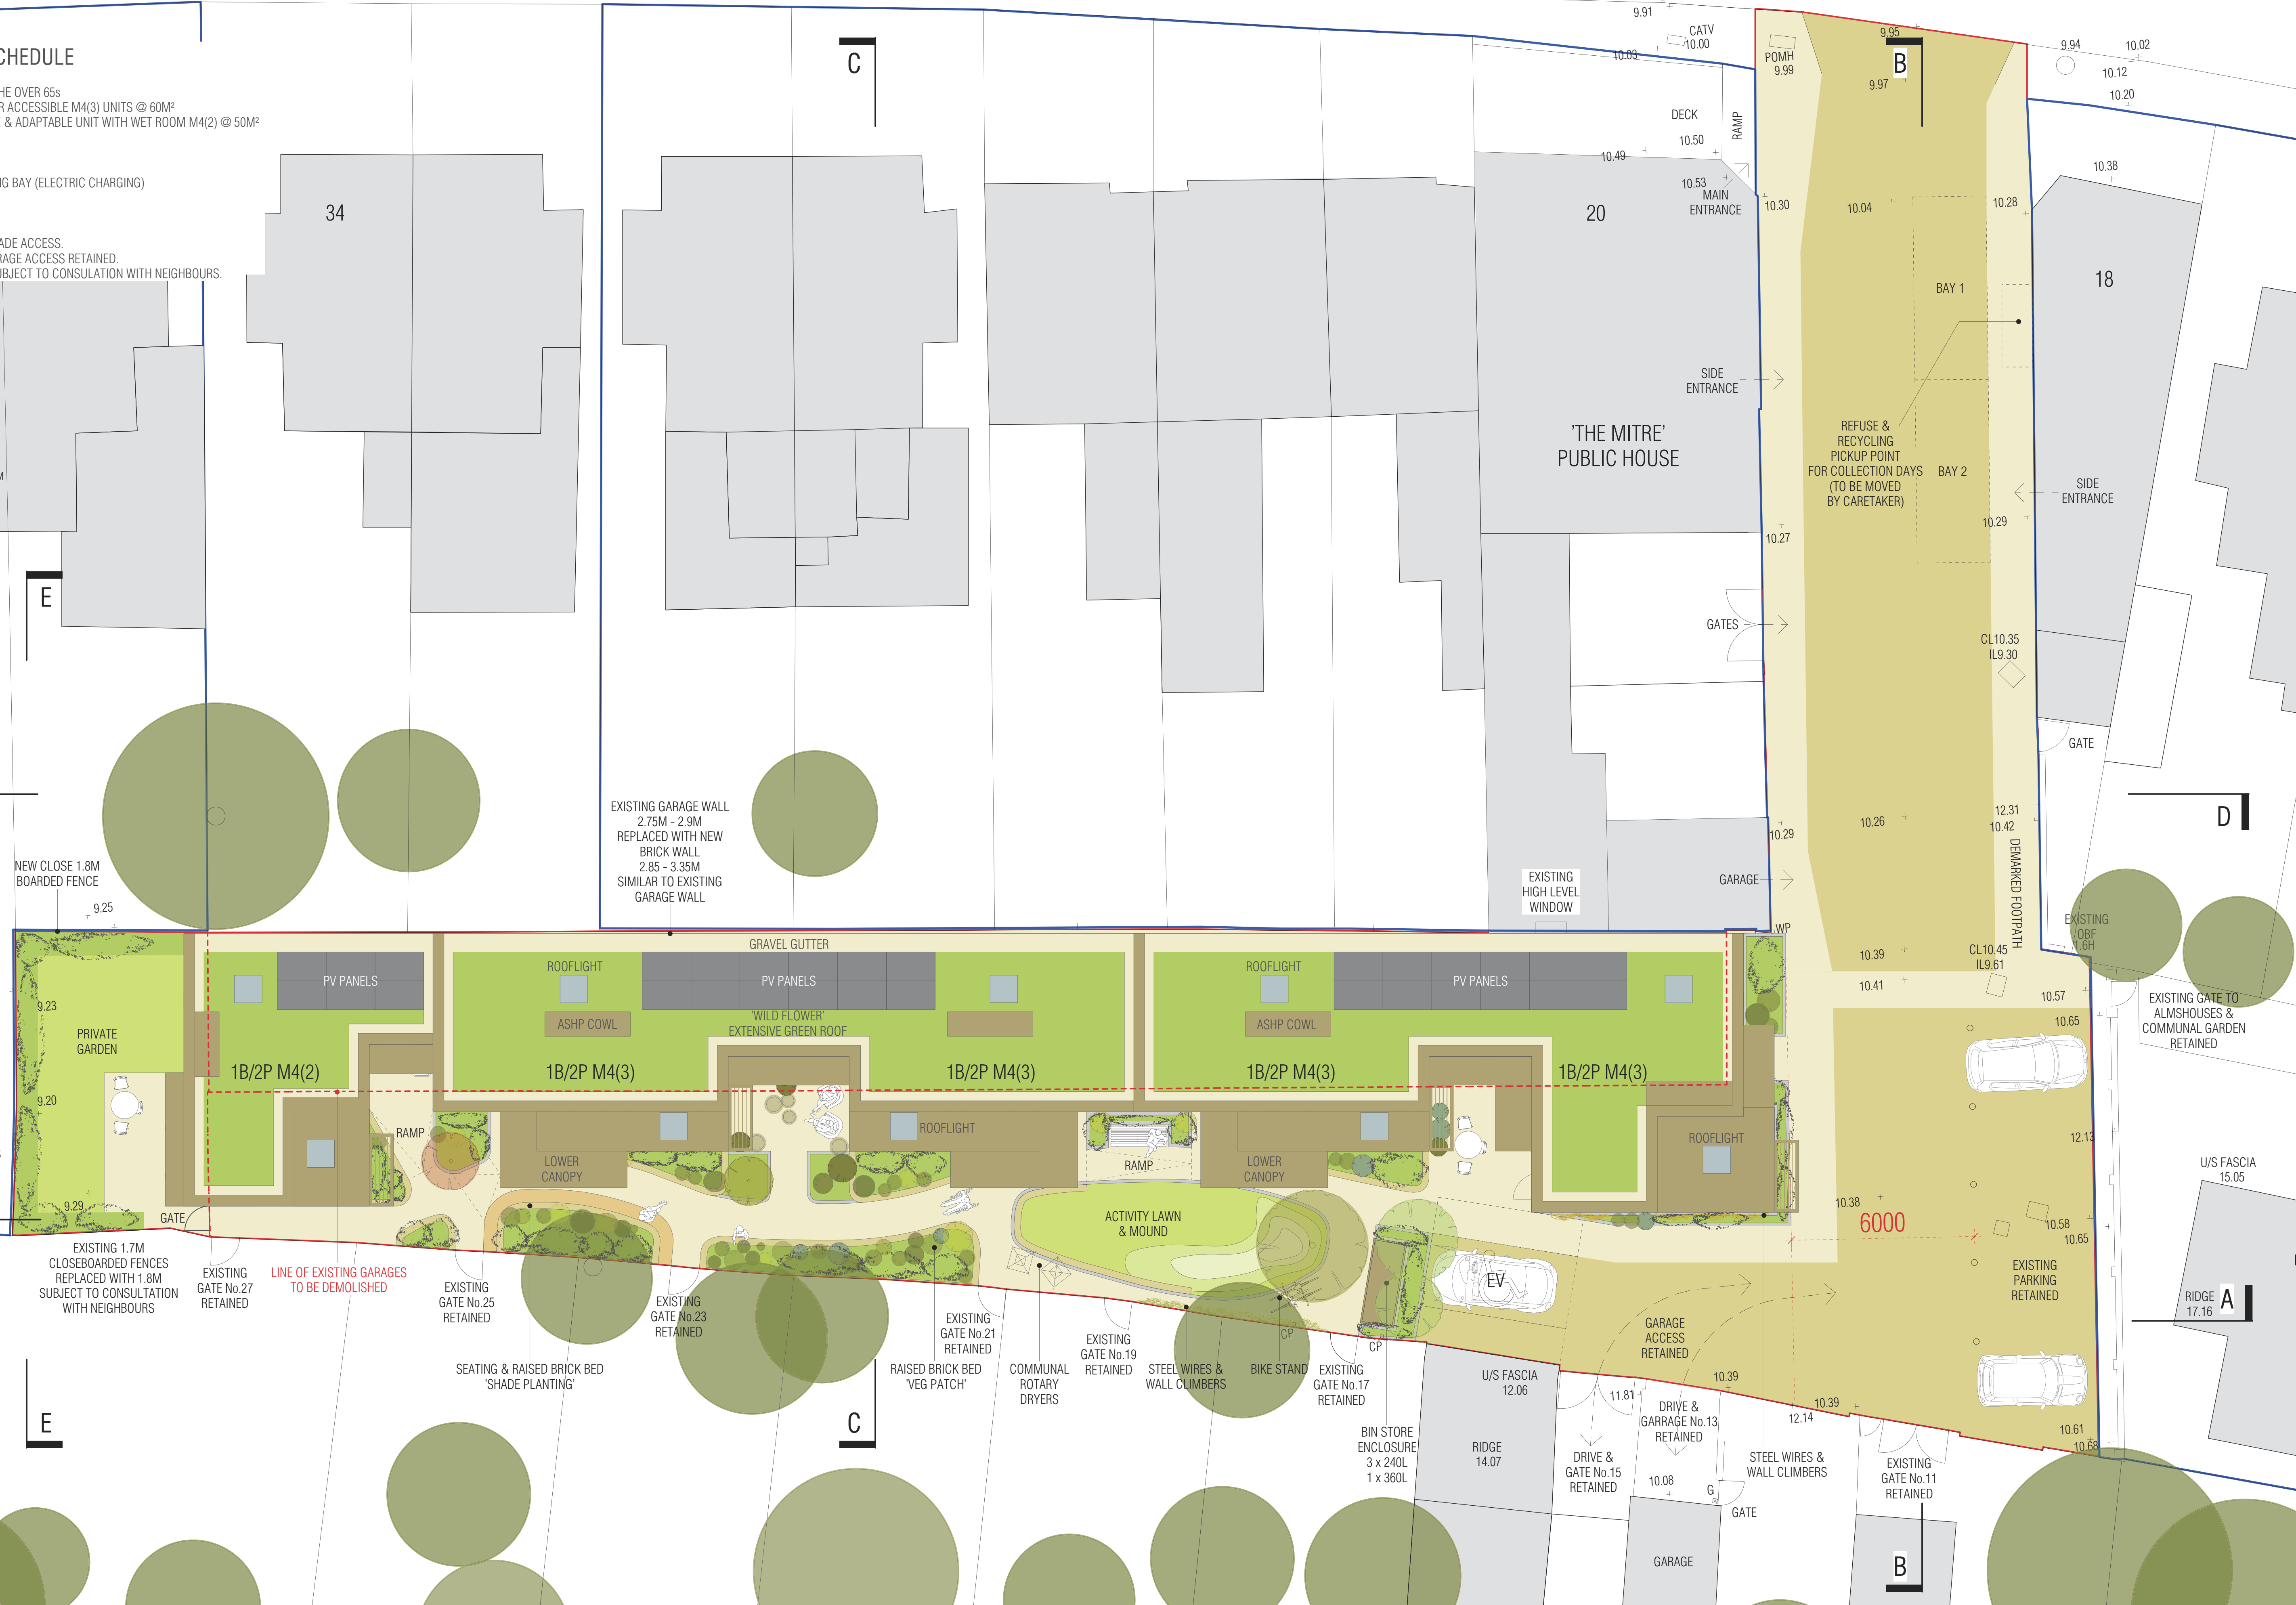 CHEDULE
HE OVER 65s
R ACCESSIBLE M4(3) UNITS @ 60M²
& ADAPTABLE UNIT WITH WET ROOM M4(2) @ 50M²
G BAY (ELECTRIC CHARGING)
ADE ACCESS.
RAGE ACCESS RETAINED.
UBJECT TO CONSULATION WITH NEIGHBOURS.
M
C
B
9.91
CATV
10.00
10.03
POMH
9.99
9.95
9.97
9.94
10.02
10.12
10.20
DECK
RAMP
10.50
10.49
10.53
MAIN
ENTRANCE
10.30
10.04
10.28
10.38
34
20
18
BAY 1
SIDE
ENTRANCE
'THE MITRE'
PUBLIC HOUSE
REFUSE &
RECYCLING
PICKUP POINT
FOR COLLECTION DAYS
(TO BE MOVED
BY CARETAKER)
BAY 2
SIDE
ENTRANCE
10.29
10.27
E
GATES
CL10.35
IL9.30
GATE
EXISTING GARAGE WALL
2.75M - 2.9M
REPLACED WITH NEW
BRICK WALL
2.85 - 3.35M
SIMILAR TO EXISTING
GARAGE WALL
12.31
10.42
10.26
10.29
D
DEMARKED FOOTPATH
NEW CLOSE 1.8M
BOARDED FENCE
9.25
EXISTING
HIGH LEVEL
WINDOW
GARAGE
WP
EXISTING
OBF
1.6H
GRAVEL GUTTER
10.39
CL10.45
IL9.61
10.41
10.57
10.65
EXISTING GATE TO
ALMSHOUSES &
COMMUNAL GARDEN
RETAINED
ROOFLIGHT
ROOFLIGHT
PV PANELS
PV PANELS
PV PANELS
9.23
'WILD FLOWER'
EXTENSIVE GREEN ROOF
ASHP COWL
ASHP COWL
PRIVATE
GARDEN
1B/2P M4(2)
1B/2P M4(3)
1B/2P M4(3)
1B/2P M4(3)
1B/2P M4(3)
9.20
RAMP
ROOFLIGHT
ROOFLIGHT
12.13
LOWER
CANOPY
RAMP
LOWER
CANOPY
U/S FASCIA
15.05
9.29
GATE
ACTIVITY LAWN
& MOUND
10.38
6000
10.58
10.65
EXISTING 1.7M
CLOSEBOARDED FENCES
REPLACED WITH 1.8M
SUBJECT TO CONSULTATION
WITH NEIGHBOURS
EXISTING
GATE No.27
RETAINED
LINE OF EXISTING GARAGES
TO BE DEMOLISHED
EXISTING
GATE No.25
RETAINED
EXISTING
GATE No.23
RETAINED
EXISTING
GATE No.21
RETAINED
EV
EXISTING
PARKING
RETAINED
RIDGE
17.16
A
GARAGE
ACCESS
RETAINED
CP
CP
SEATING & RAISED BRICK BED
'SHADE PLANTING'
RAISED BRICK BED
'VEG PATCH'
COMMUNAL
ROTARY
DRYERS
EXISTING
GATE No.19
RETAINED
STEEL WIRES &
WALL CLIMBERS
BIKE STAND
EXISTING
GATE No.17
RETAINED
U/S FASCIA
12.06
11.81
10.39
10.39
12.14
DRIVE &
GARRAGE No.13
RETAINED
BIN STORE
ENCLOSURE
3 x 240L
1 x 360L
RIDGE
14.07
DRIVE &
GATE No.15
RETAINED
10.08
G
GATE
STEEL WIRES &
WALL CLIMBERS
EXISTING
GATE No.11
RETAINED
10.61
10.68
E
C
GARAGE
B